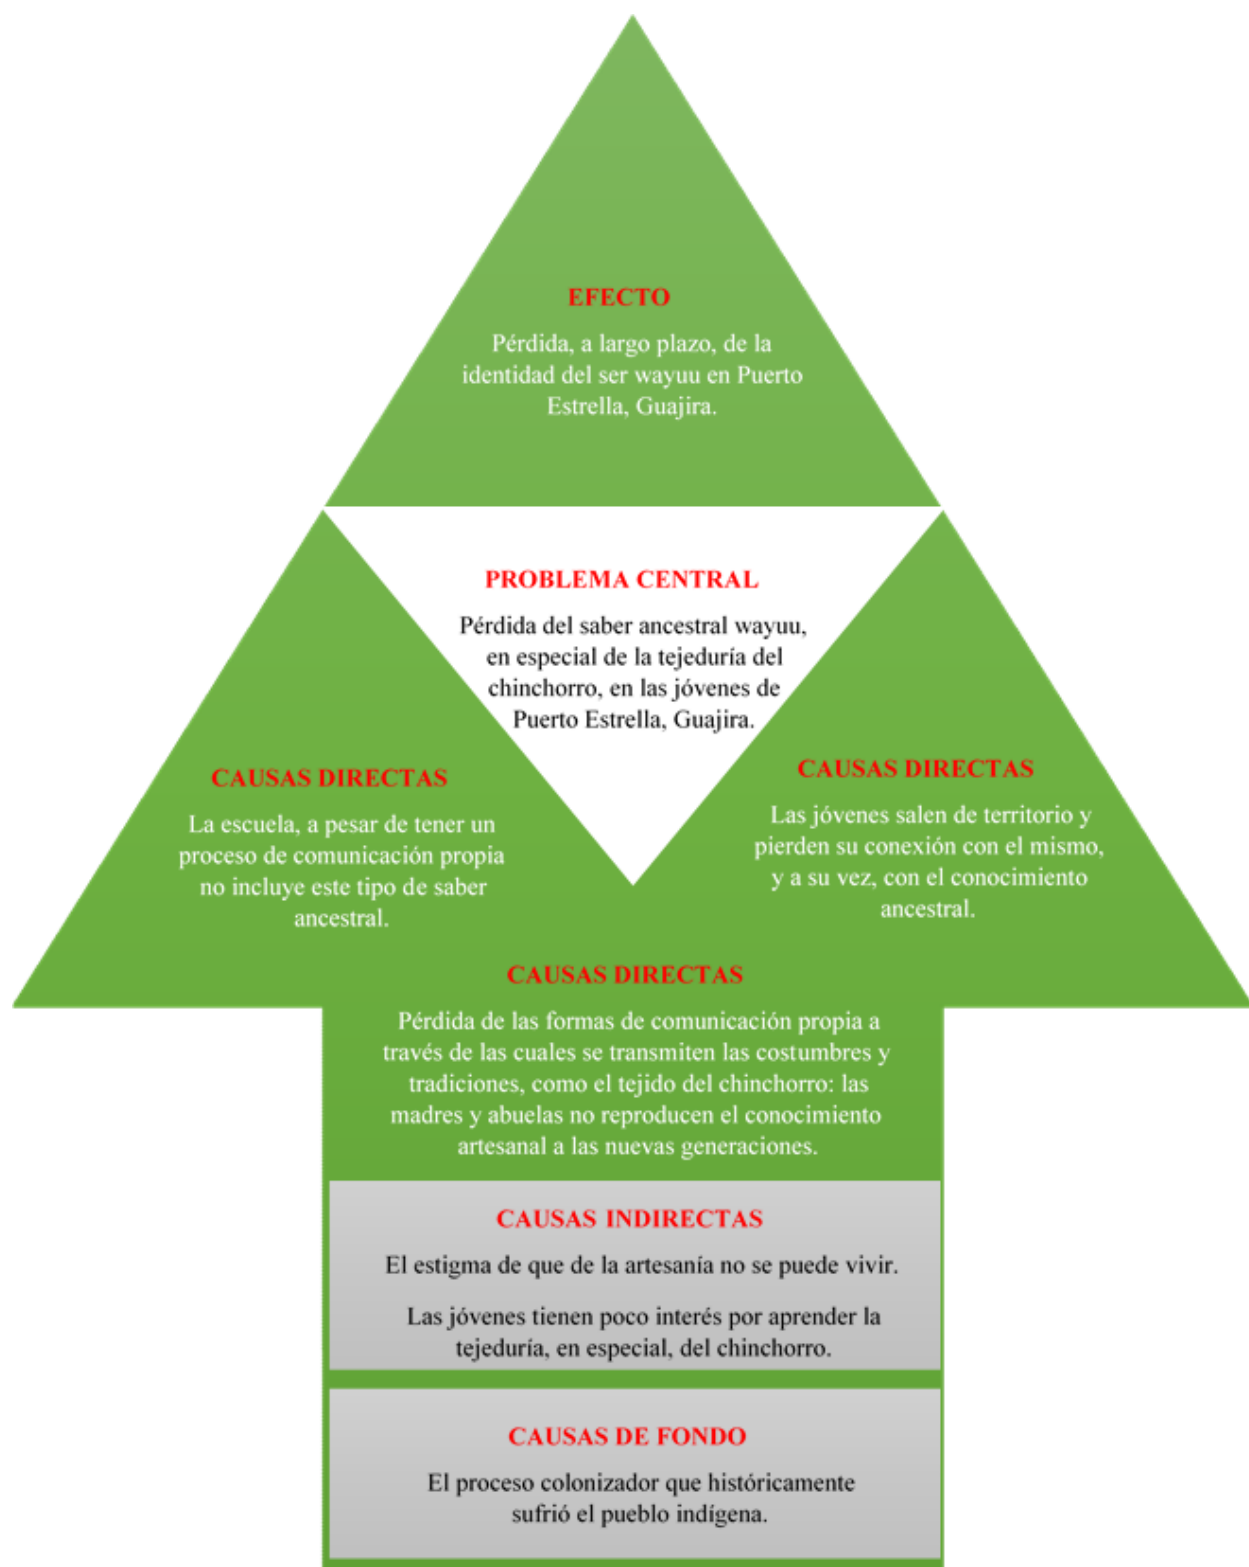 EFECTO
Pérdida, a largo plazo, de la
identidad del ser wayuu en Puerto
Estrella, Guajira.
PROBLEMA CENTRAL
Pérdida del saber ancestral wayuu,
en especial de la tejeduría del
chinchorro, en las jóvenes de
Puerto Estrella, Guajira.
CAUSAS DIRECTAS
La escuela, a pesar de tener un
proceso de comunicación propia
no incluye este tipo de saber
ancestral.
CAUSAS DIRECTAS
Las jóvenes salen de territorio y
pierden su conexión con el mismo,
y a su vez, con el conocimiento
ancestral.
CAUSAS DIRECTAS
Pérdida de las formas de comunicación propia a
través de las cuales se transmiten las costumbres y
tradiciones, como el tejido del chinchorro: las
madres y abuelas no reproducen el conocimiento
artesanal a las nuevas generaciones.
CAUSAS INDIRECTAS
El estigma de que de la artesanía no se puede vivir.
Las jóvenes tienen poco interés por aprender la
tejeduría, en especial, del chinchorro.
CAUSAS DE FONDO
El proceso colonizador que históricamente
sufrió el pueblo indígena.